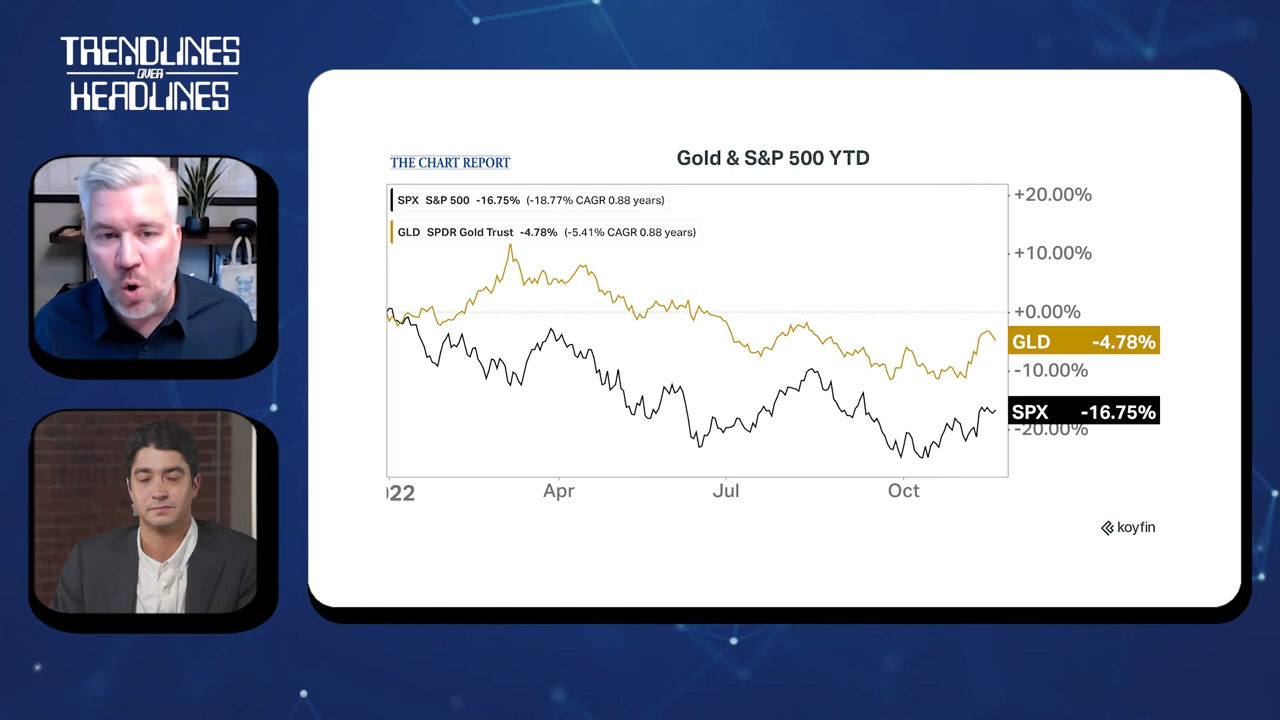 TRENDLINES
OVER
HEADLINES
THE CHART REPORT
Gold & S&P 500 YTD
SPX S&P 500 -16.75% (-18.77% CAGR 0.88 years)
GLD SPDR Gold Trust -4.78% (-5.41% CAGR 0.88 years)
+20.00%
+10.00%
+0.00%
GLD -4.78%
-10.00%
SPX -16.75%
-20.00%
22 Apr Jul Oct
koyfin